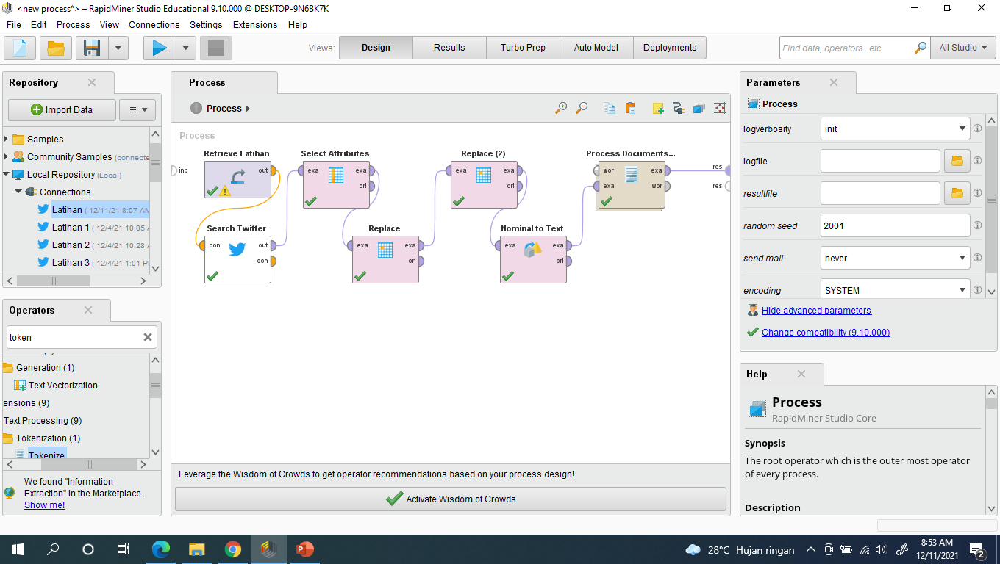 <new process*> – RapidMiner Studio Educational 9.10.000 @ DESKTOP-9N6BK7K
File Edit Process View Connections Settings Extensions Help
Views: Design Results Turbo Prep Auto Model Deployments
Find data, operators...etc
All Studio
Repository
Import Data
Samples
Community Samples (connecte
Local Repository (Local)
Connections
Latihan ( 12/11/21 8:07 AM
Latihan 1 ( 12/4/21 10:05
Latihan 2 ( 12/4/21 10:28
Latihan 3 ( 12/4/21 1:01 P
Operators
token
Generation (1)
Text Vectorization
ensions (9)
Text Processing (9)
Tokenization (1)
Tokenize
We found "Information
Extraction" in the Marketplace.
Show me!
Process
Process
Process
inp
Retrieve Latihan
out
Select Attributes
exa exa
ori
Replace (2)
exa exa
ori
Process Documents...
wor exa
exa wor
res
res
Search Twitter
con out
con
Replace
exa exa
ori
Nominal to Text
exa exa
ori
Leverage the Wisdom of Crowds to get operator recommendations based on your process design!
Activate Wisdom of Crowds
Parameters
Process
logverbosity init
logfile
resultfile
random seed 2001
send mail never
encoding SYSTEM
Hide advanced parameters
Change compatibility (9.10.000)
Help
Process
RapidMiner Studio Core
Synopsis
The root operator which is the outer most operator
of every process.
Description
28°C Hujan ringan
8:53 AM
12/11/2021
2